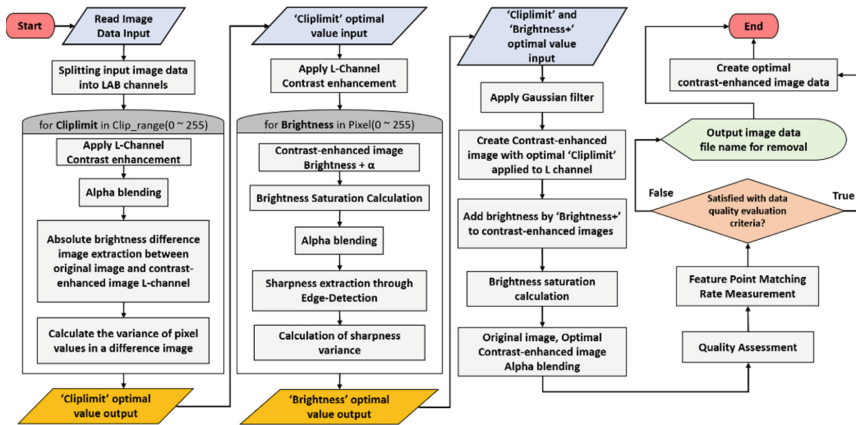 Start
Read Image
Data Input
Splitting input image data
into LAB channels
for Cliplimit in Clip_range(0 ~ 255)
Apply L-Channel
Contrast enhancement
Alpha blending
Absolute brightness difference
image extraction between
original image and contrast-
enhanced image L-channel
Calculate the variance of pixel
values in a difference image
‘Cliplimit’ optimal
value output
‘Cliplimit’ optimal
value input
Apply L-Channel
Contrast enhancement
for Brightness in Pixel(0 ~ 255)
Contrast-enhanced image
Brightness + α
Brightness Saturation Calculation
Alpha blending
Sharpness extraction through
Edge-Detection
Calculation of sharpness
variance
‘Brightness’ optimal
value output
‘Cliplimit’ and
‘Brightness+’
optimal value
input
Apply Gaussian filter
Create Contrast-enhanced
image with optimal ‘Cliplimit’
applied to L channel
Add brightness by ‘Brightness+’
to contrast-enhanced images
Brightness saturation
calculation
Original image, Optimal
Contrast-enhanced image
Alpha blending
Quality Assessment
Feature Point Matching
Rate Measurement
Satisfied with data
quality evaluation
criteria?
False
True
Output image data
file name for removal
Create optimal
contrast-enhanced image data
End